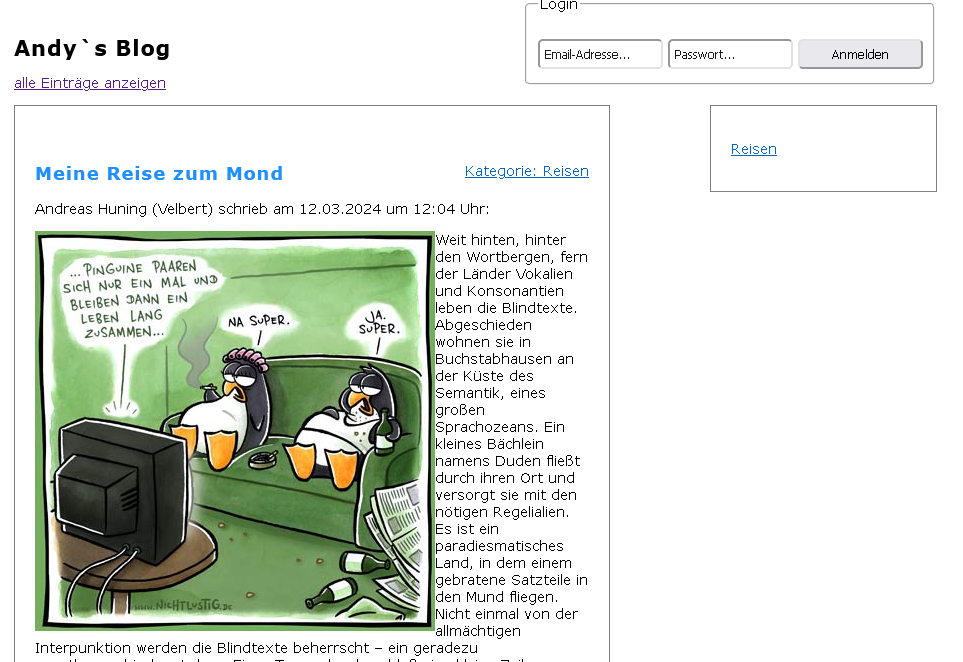 Login
Andy`s Blog
Email-Adresse...
Passwort...
Anmelden
alle Einträge anzeigen
Reisen
Meine Reise zum Mond
Kategorie: Reisen
Andreas Huning (Velbert) schrieb am 12.03.2024 um 12:04 Uhr:
...PINGUINE PAAREN
SICH NUR EIN MAL UND
BLEIBEN DANN EIN
LEBEN LANG
ZUSAMMEN...
NA SUPER.
JA.
SUPER.
www.NICHTLUSTIG.DE
Weit hinten, hinter
den Wortbergen, fern
der Länder Vokalien
und Konsonantien
leben die Blindtexte.
Abgeschieden
wohnen sie in
Buchstabhausen an
der Küste des
Semantik, eines
großen
Sprachozeans. Ein
kleines Bächlein
namens Duden fließt
durch ihren Ort und
versorgt sie mit den
nötigen Regelialien.
Es ist ein
paradiesmatisches
Land, in dem einem
gebratene Satzteile in
den Mund fliegen.
Nicht einmal von der
allmächtigen
Interpunktion werden die Blindtexte beherrscht – ein geradezu